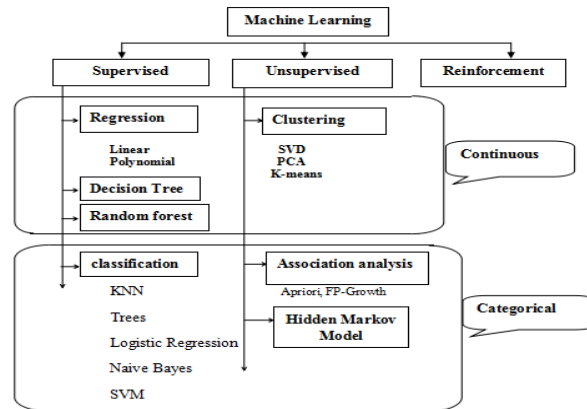 Machine Learning
Supervised
Unsupervised
Reinforcement
Regression
Linear
Polynomial
Decision Tree
Random forest
Clustering
SVD
PCA
K-means
Continuous
classification
KNN
Trees
Logistic Regression
Naive Bayes
SVM
Association analysis
Apriori, FP-Growth
Hidden Markov
Model
Categorical